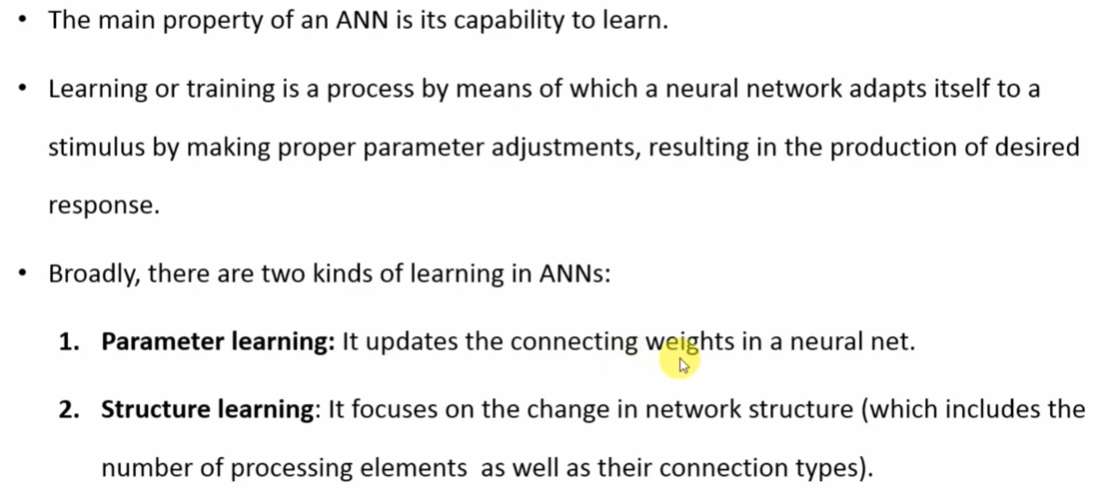 • The main property of an ANN is its capability to learn.
• Learning or training is a process by means of which a neural network adapts itself to a
stimulus by making proper parameter adjustments, resulting in the production of desired
response.
• Broadly, there are two kinds of learning in ANNs:
1. Parameter learning: It updates the connecting weights in a neural net.
2. Structure learning: It focuses on the change in network structure (which includes the
number of processing elements as well as their connection types).